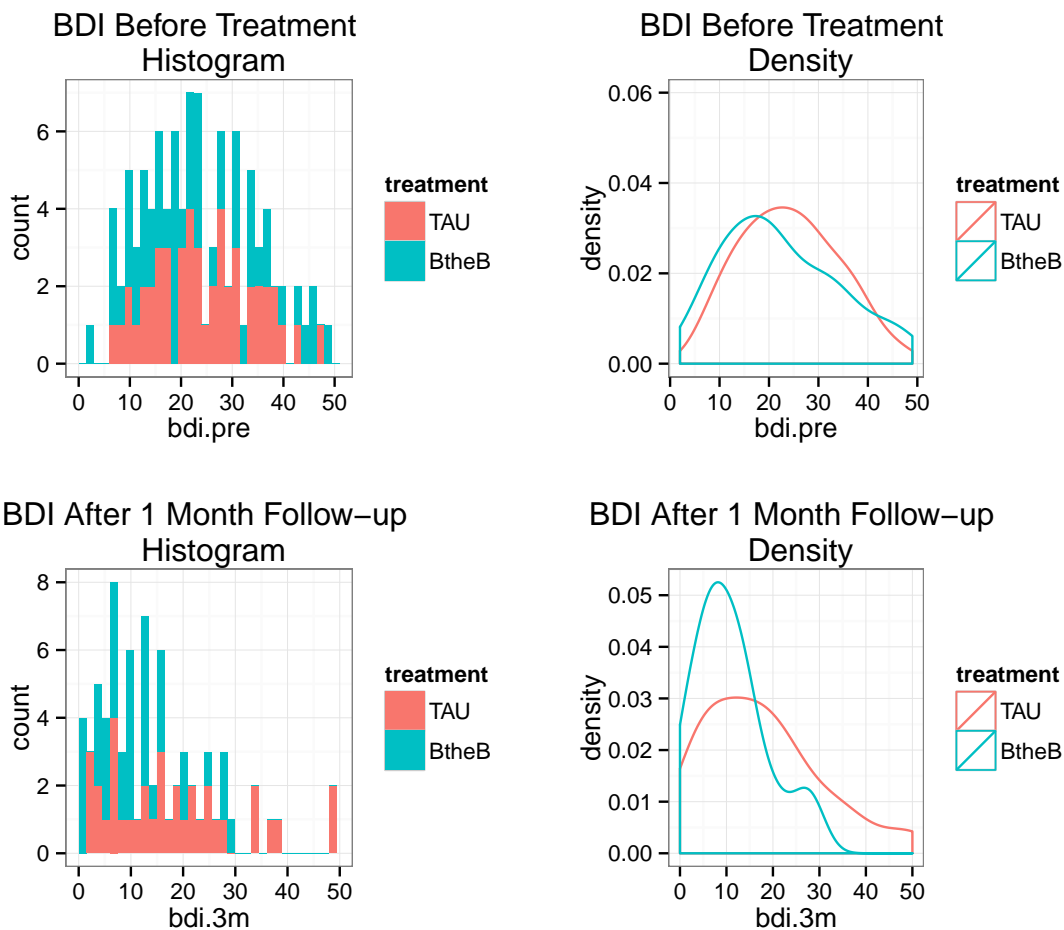 BDI Before Treatment
Histogram
count
6
4
2
0
0 10 20 30 40 50
bdi.pre
treatment
TAU
BtheB
BDI Before Treatment
Density
density
0.06
0.04
0.02
0.00
0 10 20 30 40 50
bdi.pre
treatment
TAU
BtheB
BDI After 1 Month Follow−up
Histogram
count
8
6
4
2
0
0 10 20 30 40 50
bdi.3m
treatment
TAU
BtheB
BDI After 1 Month Follow−up
Density
density
0.05
0.04
0.03
0.02
0.01
0.00
0 10 20 30 40 50
bdi.3m
treatment
TAU
BtheB